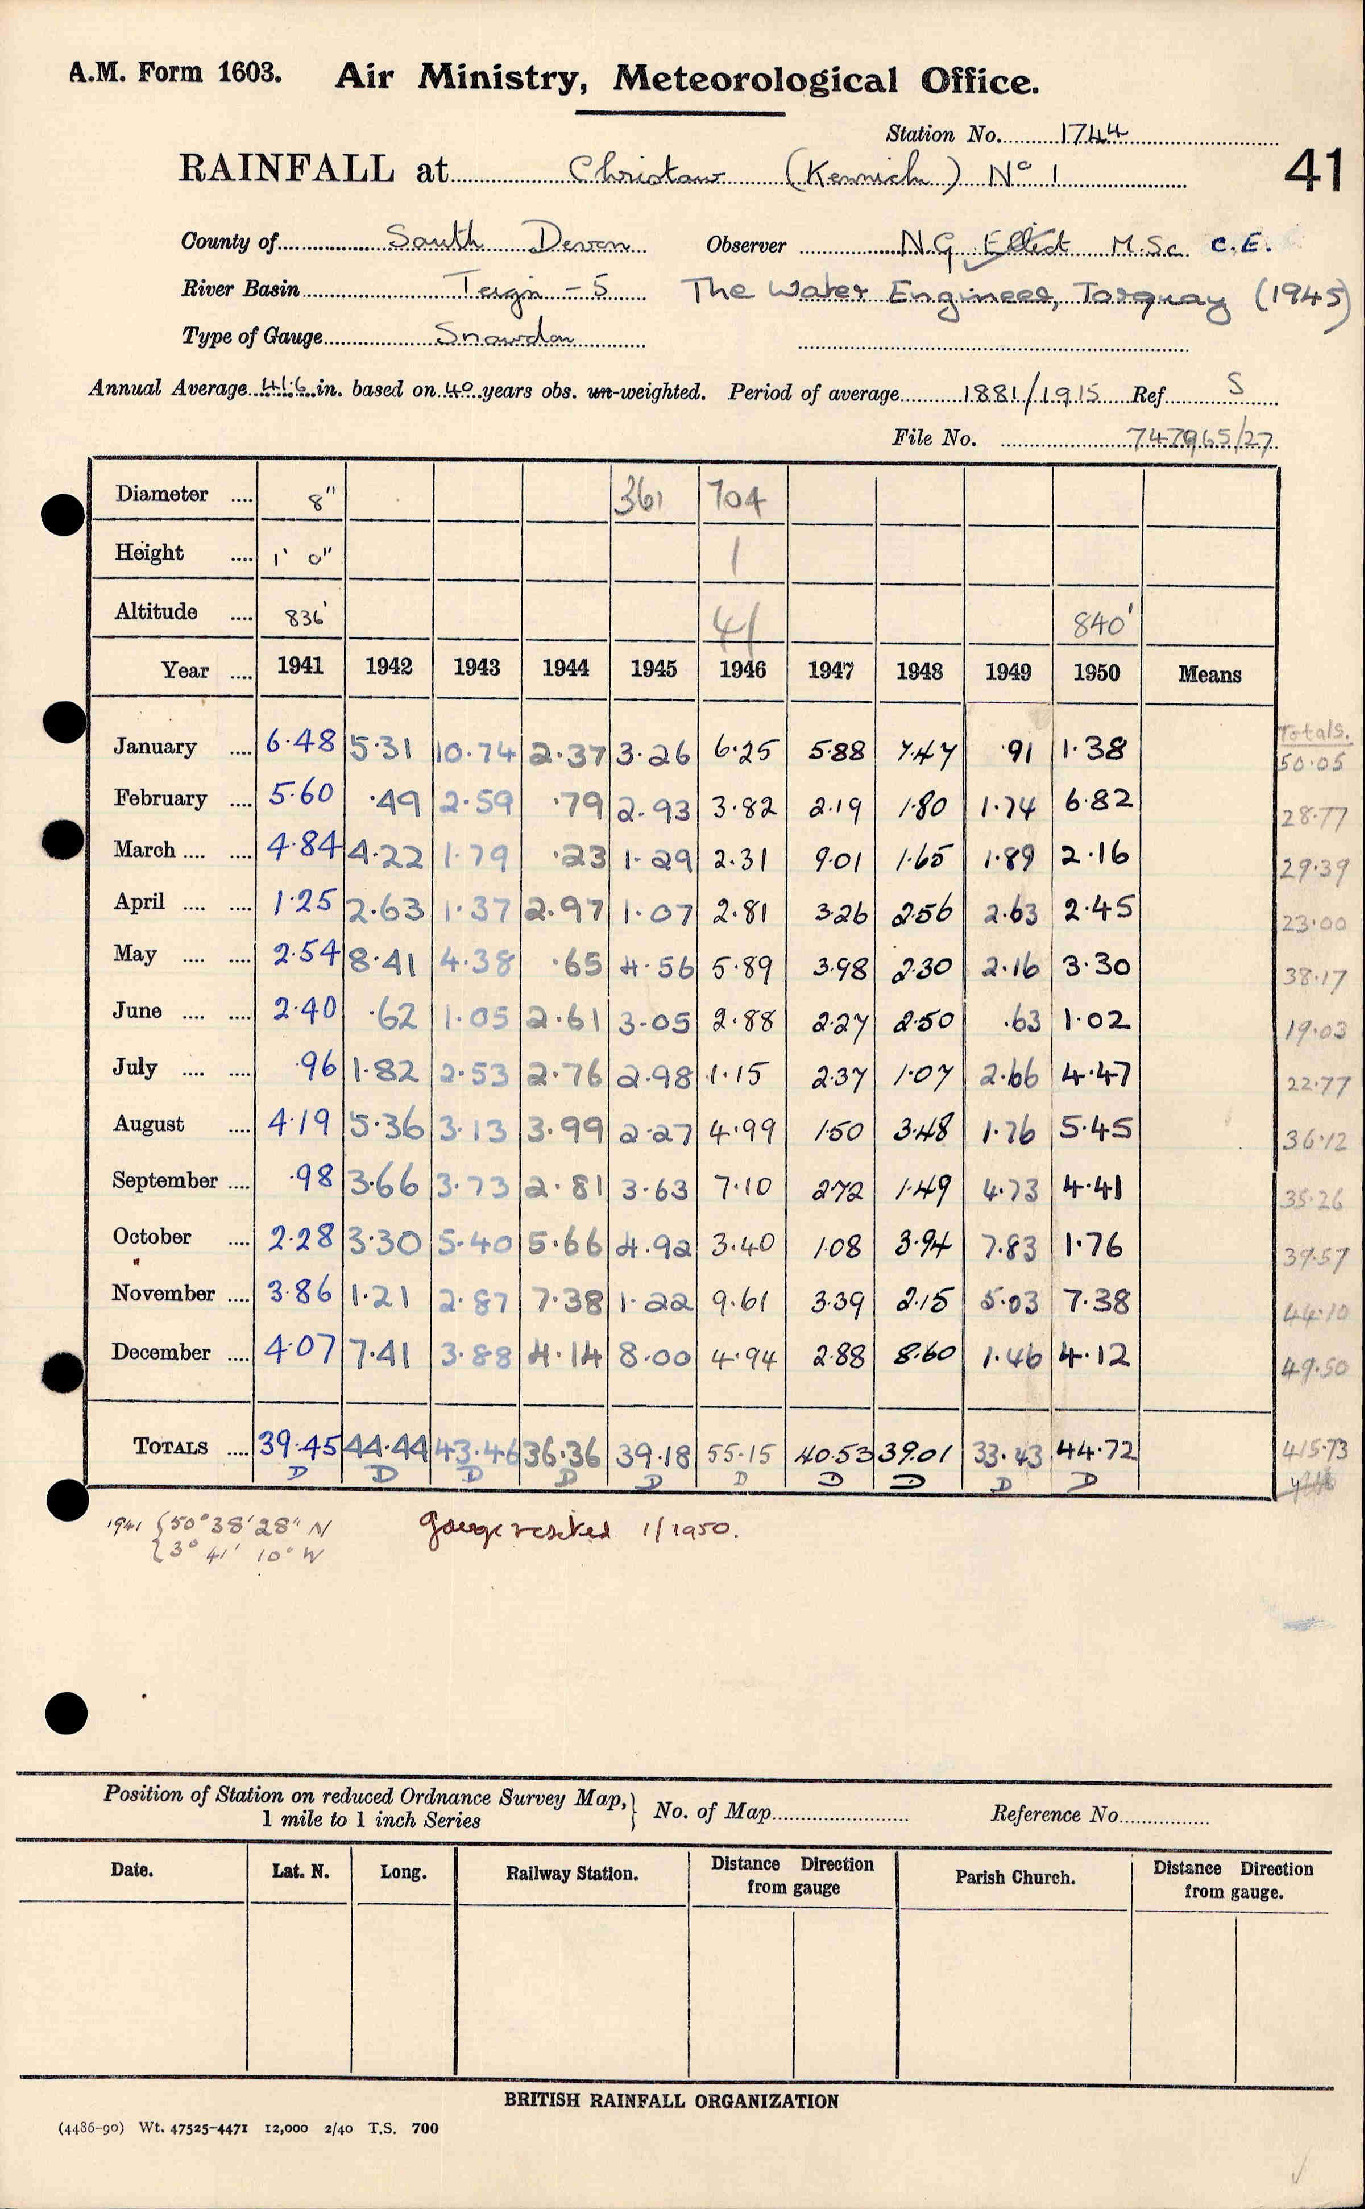 A.M. Form 1603. Air Ministry, Meteorological Office.
Station No. 1744
41
RAINFALL at Christow (Kennick) No 1
County of South Devon Observer N.G. Elliot M.Sc. C.E.
River Basin Teign - 5 The Water Engineer, Torquay (1945)
Type of Gauge Snowdon
Annual Average 41.6 in. based on 40 years obs. un-weighted. Period of average 1881/1915 Ref. S
File No. 747965/27
Diameter .... 8" 361 704
Height .... 1' 0" 1
Altitude .... 836' 41 840'
Year .... 1941 1942 1943 1944 1945 1946 1947 1948 1949 1950 Means
Totals.
January .... 6.48 5.31 10.74 2.37 3.26 6.25 5.88 7.47 .91 1.38 50.05
February .... 5.60 .49 2.59 .79 2.93 3.82 2.19 1.80 1.74 6.82 28.77
March .... .... 4.84 4.22 1.79 .23 1.29 2.31 9.01 1.65 1.89 2.16 29.39
April .... .... 1.25 2.63 1.37 2.97 1.07 2.81 3.26 2.56 2.63 2.45 23.00
May .... .... 2.54 8.41 4.38 .65 4.56 5.89 3.98 2.30 2.16 3.30 38.17
June .... .... 2.40 .62 1.05 2.61 3.05 2.88 2.27 2.50 .63 1.02 19.03
July .... .... .96 1.82 2.53 2.76 2.98 1.15 2.37 1.07 2.66 4.47 22.77
August .... 4.19 5.36 3.13 3.99 2.27 4.99 1.50 3.48 1.76 5.45 36.12
September .... .98 3.66 3.73 2.81 3.63 7.10 2.72 1.49 4.73 4.41 35.26
October .... 2.28 3.30 5.40 5.66 4.92 3.40 1.08 3.94 7.83 1.76 39.57
November .... 3.86 1.21 2.87 7.38 1.22 9.61 3.39 2.15 5.03 7.38 44.10
December .... 4.07 7.41 3.88 4.14 8.00 4.94 2.88 8.60 1.46 4.12 49.50
TOTALS .... 39.45 44.44 43.46 36.36 39.18 55.15 40.53 39.01 33.43 44.72 415.73
D D D D D D D D D D
1941 { 50° 38' 28" N
{ 3° 41' 10" W
gauge resited 1/1950.
Position of Station on reduced Ordnance Survey Map, } No. of Map Reference No.
1 mile to 1 inch Series
Date. Lat. N. Long. Railway Station. Distance Direction from gauge Parish Church. Distance Direction from gauge.
BRITISH RAINFALL ORGANIZATION
(4486-90) Wt. 47525-4471 12,000 2/40 T.S. 700